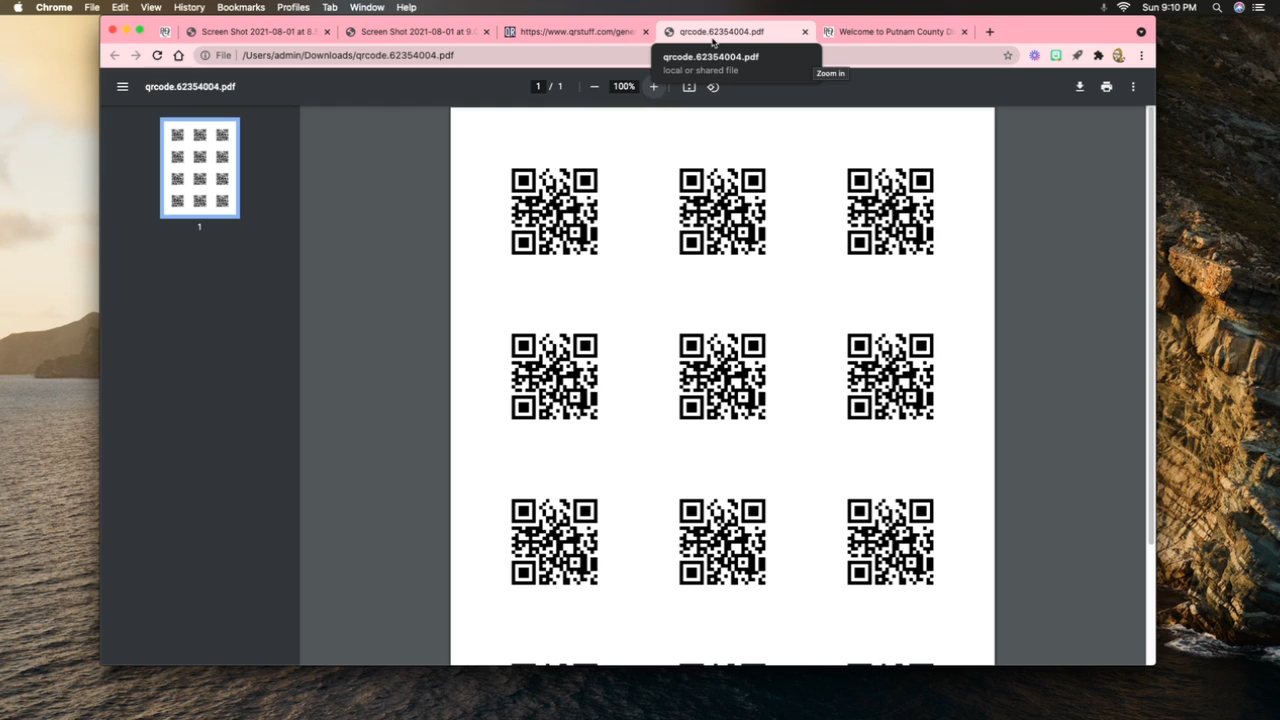 Chrome File Edit View History Bookmarks Profiles Tab Window Help Sun 9:10 PM
Screen Shot 2021-08-01 at 8.5 Screen Shot 2021-08-01 at 9. https://www.qrstuff.com/gene qrcode.62354004.pdf Welcome to Putnam County Di
File /Users/admin/Downloads/qrcode.62354004.pdf
qrcode.62354004.pdf
local or shared file
Zoom in
qrcode.62354004.pdf 1 / 1 100%
1